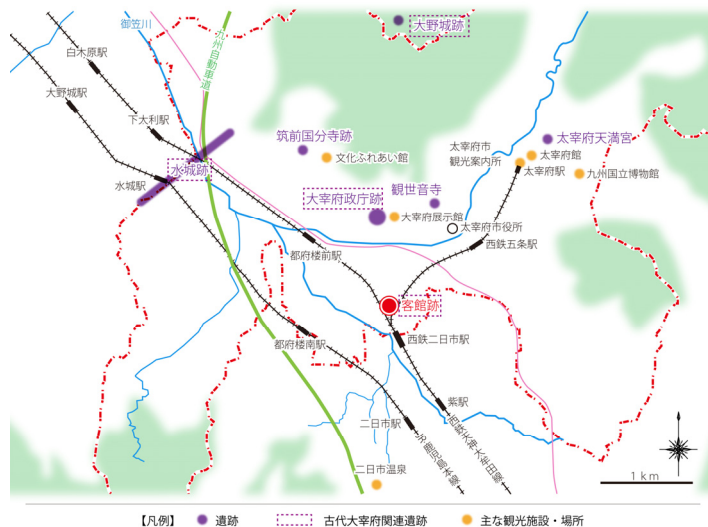 御笠川
九州自動車道
大野城跡
白木原駅
大野城駅
下大利駅
筑前国分寺跡
文化ふれあい館
太宰府市
観光案内所
太宰府天満宮
太宰府館
太宰府駅
九州国立博物館
水城跡
水城駅
大宰府政庁跡
観世音寺
大宰府展示館
太宰府市役所
西鉄五条駅
都府楼前駅
客館跡
都府楼南駅
西鉄二日市駅
紫駅
二日市駅
JR鹿児島本線
西鉄天神大牟田線
二日市温泉
1 km
【凡例】
遺跡
古代大宰府関連遺跡
主な観光施設・場所